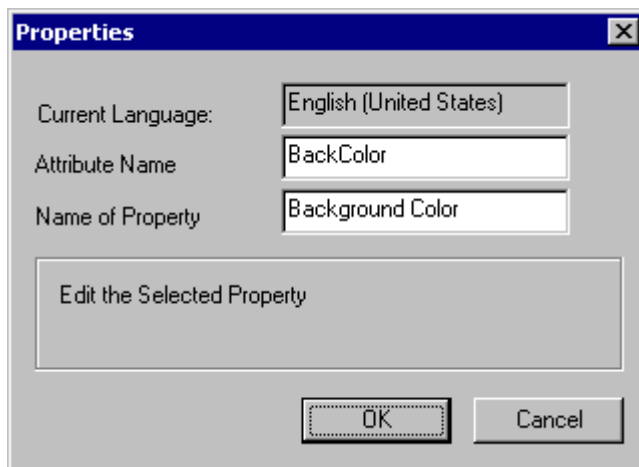 Properties
Current Language: English (United States)
Attribute Name BackColor
Name of Property Background Color
Edit the Selected Property
OK Cancel